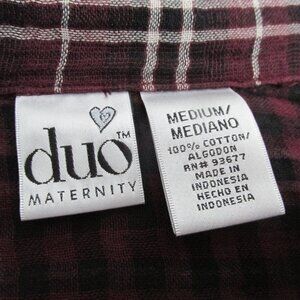 duo™
MATERNITY
MEDIUM/
MEDIANO
100% COTTON/
ALGODON
RN# 93677
MADE IN
INDONESIA
HECHO EN
INDONESIA